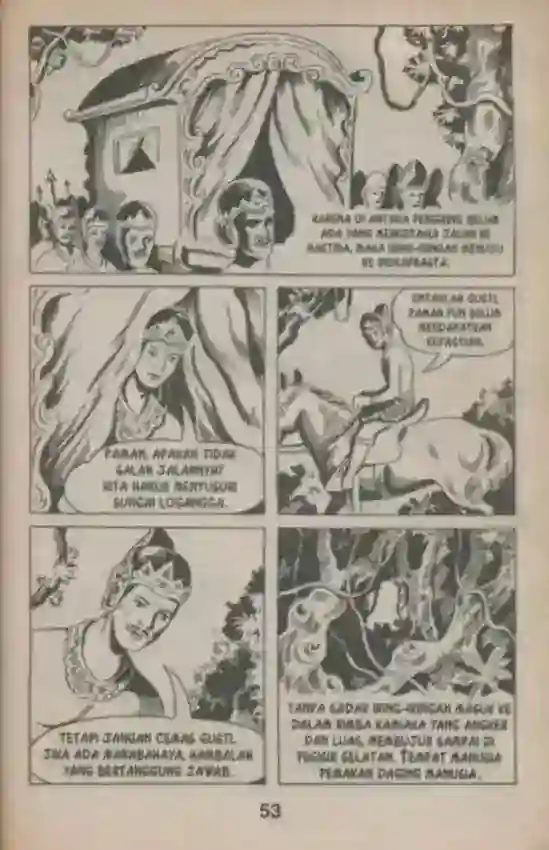 KARENA DI ANTARA PENGIRING BELUM
ADA YANG MENGETAHUI JALAN KE
MAKTIBA, MAKA IRING-IRINGAN MENUJU
KE INDRAPRASTA.
ENTAHLAH GUSTI,
PAMAN PUN BELUM
MENDAPATKAN
KEPASTIAN.
PAMAN, APAKAH TIDAK
SALAH JALANNYA?
KITA HARUS MENYUSURI
SUNGAI LOSANGGA.
TETAPI JANGAN CEMAS GUSTI.
JIKA ADA MARABAHAYA, HAMBALAH
YANG BERTANGGUNG JAWAB.
TANPA SADAR IRING-IRINGAN MASUK KE
DALAM RIMBA KAMIAKA YANG ANGKER
DAN LUAS, MEMBUJUR SAMPAI DI
PESISIR SELATAN. TEMPAT MANUSIA
PEMAKAN DAGING MANUSIA.
53